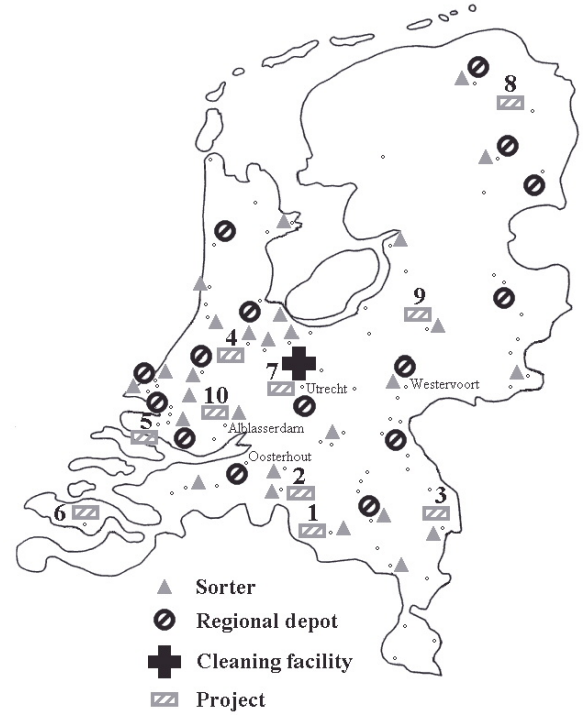 8
9
4
7
Utrecht
Westervoort
10
Alblasserdam
5
Oosterhout
2
6
1
3
Sorter
Regional depot
Cleaning facility
Project